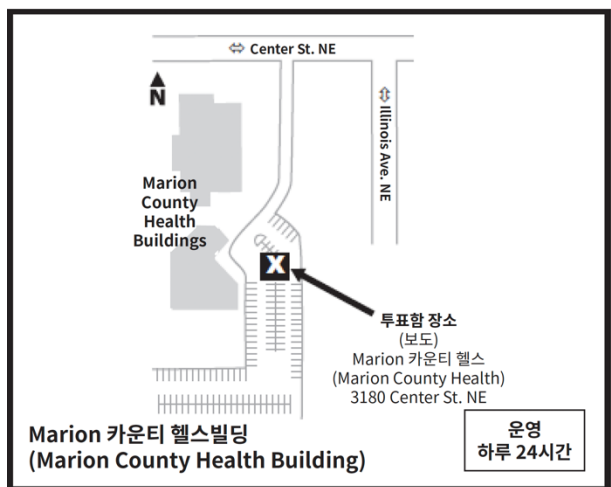 ⇔ Center St. NE
N
⇔ Illinois Ave. NE
Marion
County
Health
Buildings
X
투표함 장소
(보도)
Marion 카운티 헬스
(Marion County Health)
3180 Center St. NE
Marion 카운티 헬스빌딩
(Marion County Health Building)
운영
하루 24시간